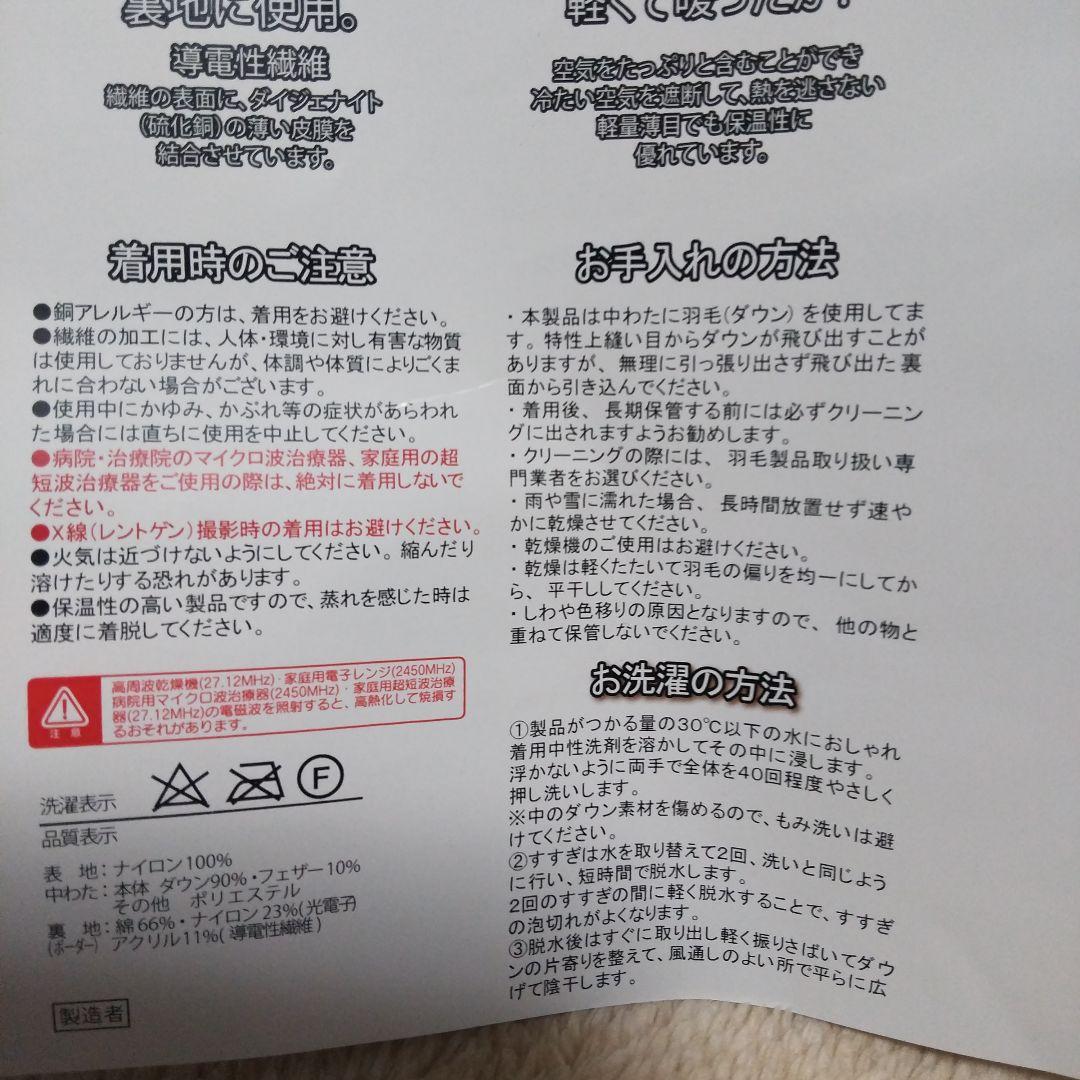 裏地に使用。
導電性繊維
繊維の表面に、ダイジェナイト
(硫化銅)の薄い皮膜を
結合させています。
軽くて暖ったか!
空気をたっぷりと含むことができ
冷たい空気を遮断して、熱を逃さない
軽量薄目でも保温性に
優れています。
着用時のご注意
●銅アレルギーの方は、着用をお避けください。
●繊維の加工には、人体・環境に対し有害な物質
は使用しておりませんが、体調や体質によりごくま
れに合わない場合がございます。
●使用中にかゆみ、かぶれ等の症状があらわれ
た場合には直ちに使用を中止してください。
●病院・治療院のマイクロ波治療器、家庭用の超
短波治療器をご使用の際は、絶対に着用しないで
ください。
●X線(レントゲン)撮影時の着用はお避けください。
●火気は近づけないようにしてください。縮んだり
溶けたりする恐れがあります。
●保温性の高い製品ですので、蒸れを感じた時は
適度に着脱してください。
注意
高周波乾燥機(27.12MHz)・家庭用電子レンジ(2450MHz)
病院用マイクロ波治療器(2450MHz)・家庭用超短波治療
器(27.12MHz)の電磁波を照射すると、高熱化して焼損す
るおそれがあります。
洗濯表示
F
品質表示
表 地:ナイロン100%
中わた:本体 ダウン90%・フェザー10%
その他 ポリエステル
裏 地:綿66%・ナイロン23%(光電子)
(ボーダー) アクリル11%(導電性繊維)
製造者
お手入れの方法
・本製品は中わたに羽毛(ダウン)を使用してま
す。特性上縫い目からダウンが飛び出すことが
ありますが、無理に引っ張り出さず飛び出た裏
面から引き込んでください。
・着用後、長期保管する前には必ずクリーニン
グに出されますようお勧めします。
・クリーニングの際には、羽毛製品取り扱い専
門業者をお選びください。
・雨や雪に濡れた場合、長時間放置せず速や
かに乾燥させてください。
・乾燥機のご使用はお避けください。
・乾燥は軽くたたいて羽毛の偏りを均一にしてか
ら、平干ししてください。
・しわや色移りの原因となりますので、他の物と
重ねて保管しないでください。
お洗濯の方法
①製品がつかる量の30℃以下の水におしゃれ
着用中性洗剤を溶かしてその中に浸します。
浮かないように両手で全体を40回程度やさしく
押し洗いします。
※中のダウン素材を傷めるので、もみ洗いは避
けてください。
②すすぎは水を取り替えて2回、洗いと同じよう
に行い、短時間で脱水します。
2回のすすぎの間に軽く脱水することで、すすぎ
の泡切れがよくなります。
③脱水後はすぐに取り出し軽く振りさばいてダウ
ンの片寄りを整えて、風通しのよい所で平らに広
げて陰干します。